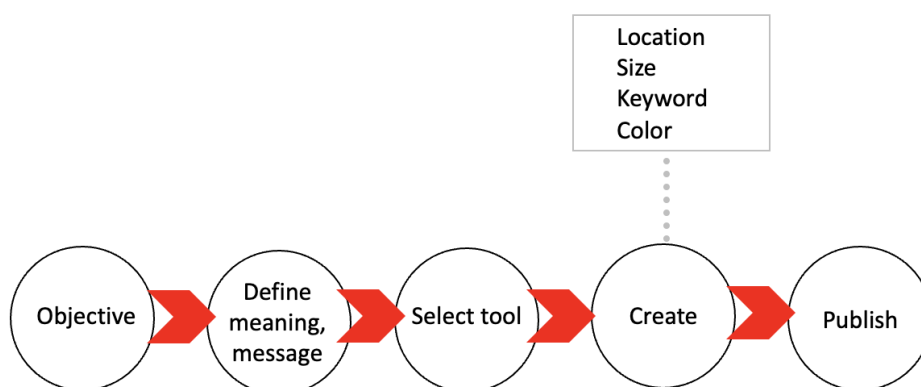 Location
Size
Keyword
Color
Objective
Define
meaning,
message
Select tool
Create
Publish